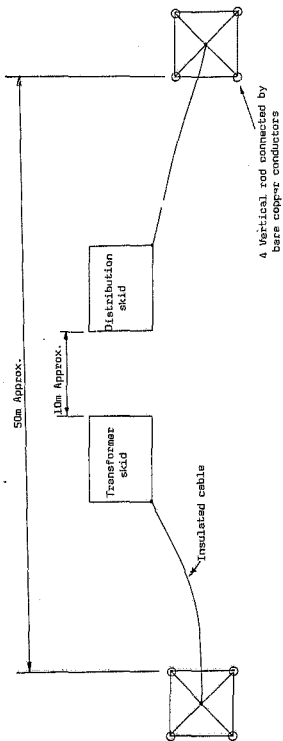 50m Approx.
10m Approx.
Transformer
skid
Distribution
skid
Insulated cable
4 Vertical rod connected by
bare copper conductors